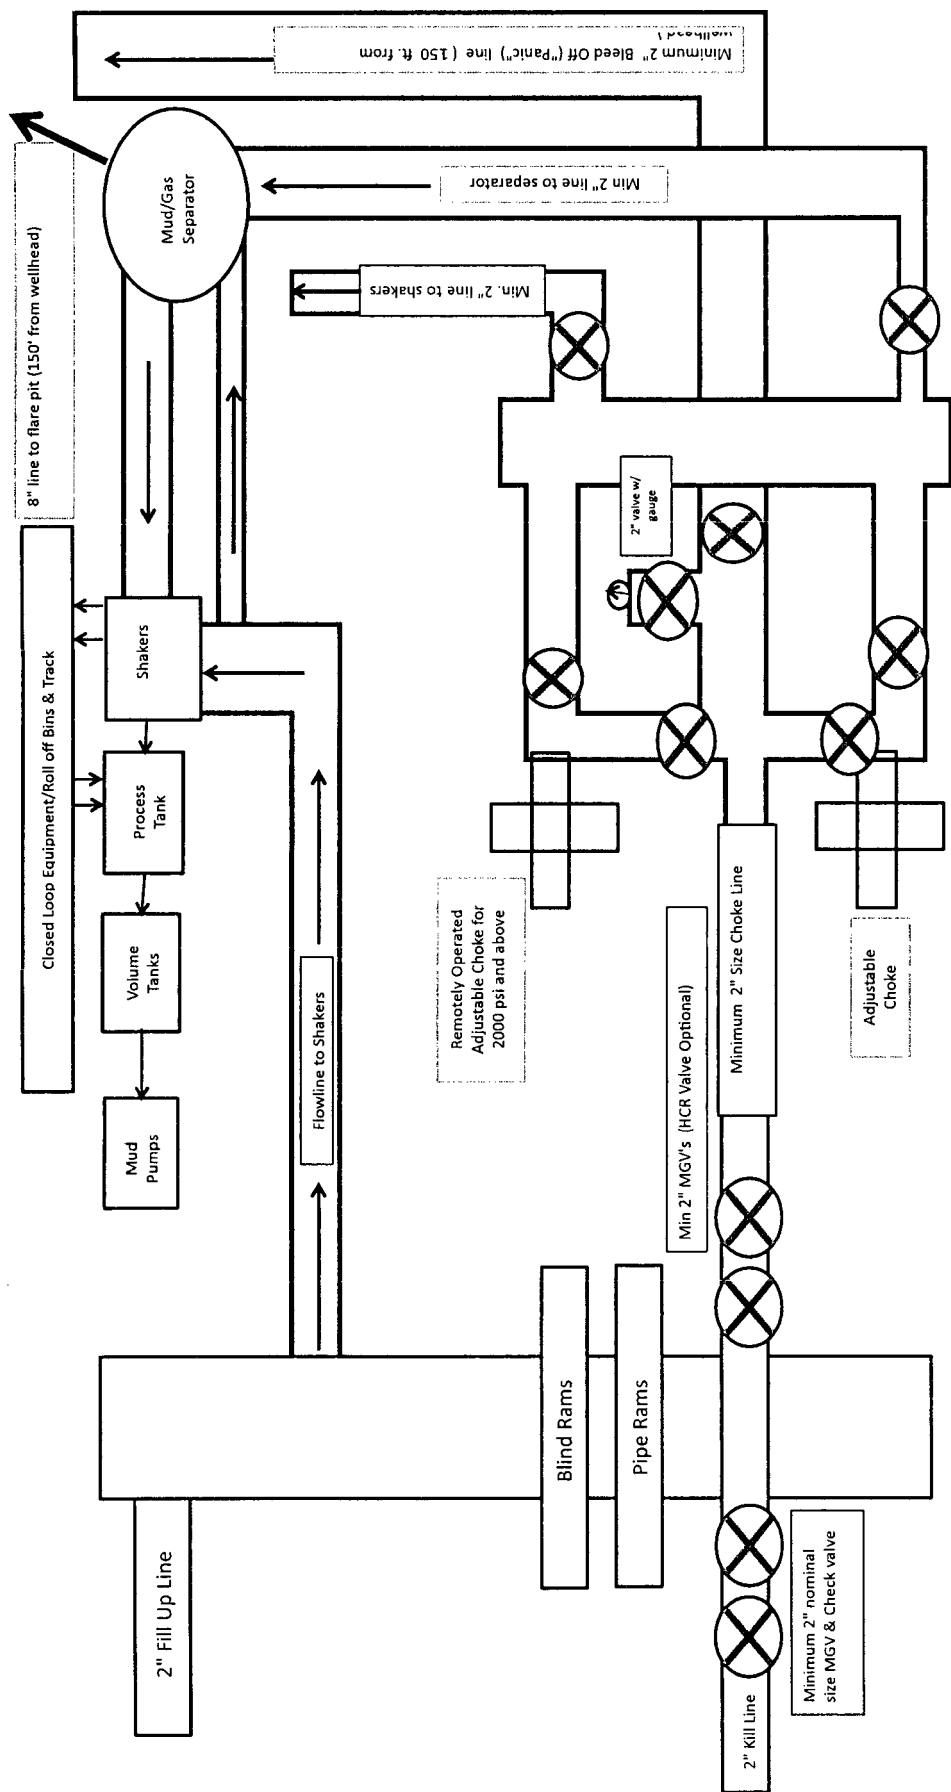 Closed Loop Equipment/Roll off Bins & Track
8" line to flare pit (150' from wellhead)
2" Fill Up Line
Mud
Pumps
Volume
Tanks
Process
Tank
Shakers
Mud/Gas
Separator
Flowline to Shakers
Min. 2" line to shakers
Minimum 2" Bleed Off ("Panic") line (150 ft. from
wellhead)
Min 2" line to separator
Blind Rams
Pipe Rams
Remotely Operated
Adjustable Choke for
2000 psi and above
2" valve w/
gauge
Min 2" MGV's (HCR Valve Optional)
2" Kill Line
Minimum 2" Size Choke Line
Minimum 2" nominal
size MGV & Check valve
Adjustable
Choke